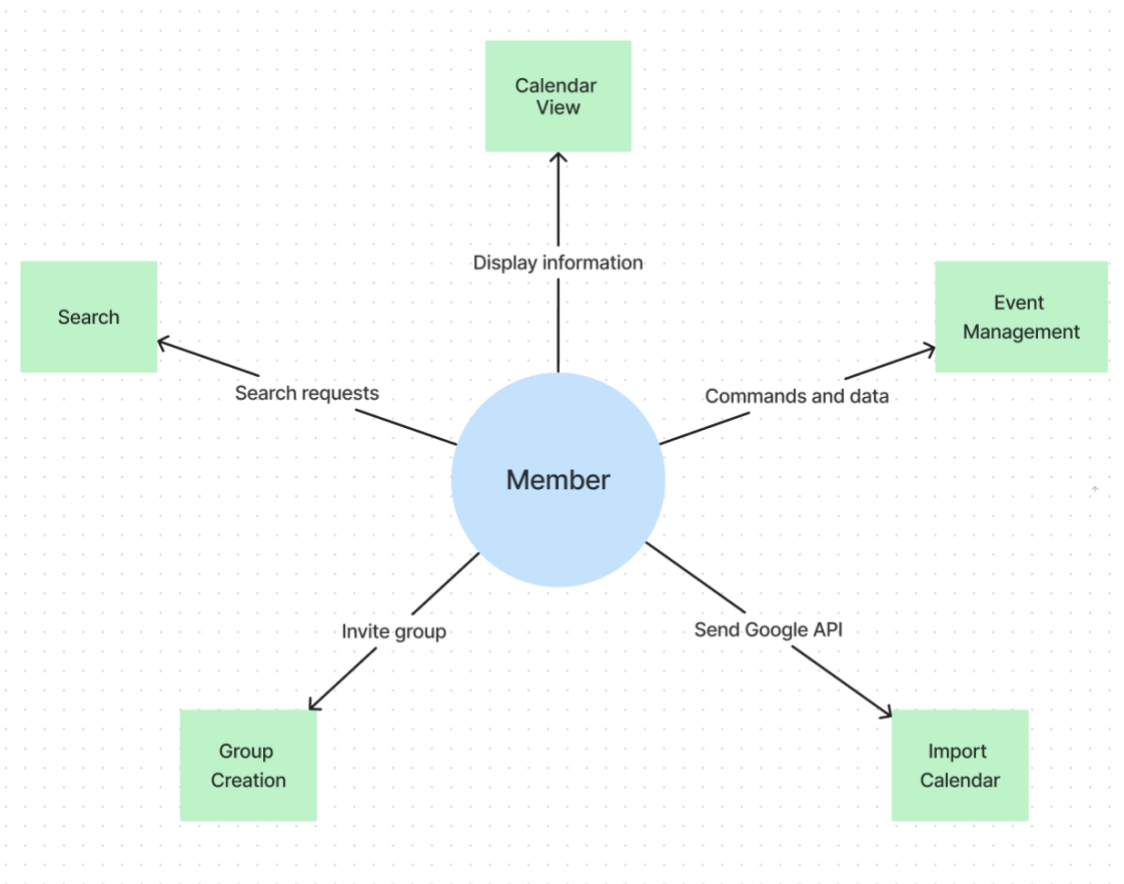 Calendar
View
Display information
Search
Event
Management
Search requests
Commands and data
Member
Invite group
Send Google API
Group
Creation
Import
Calendar